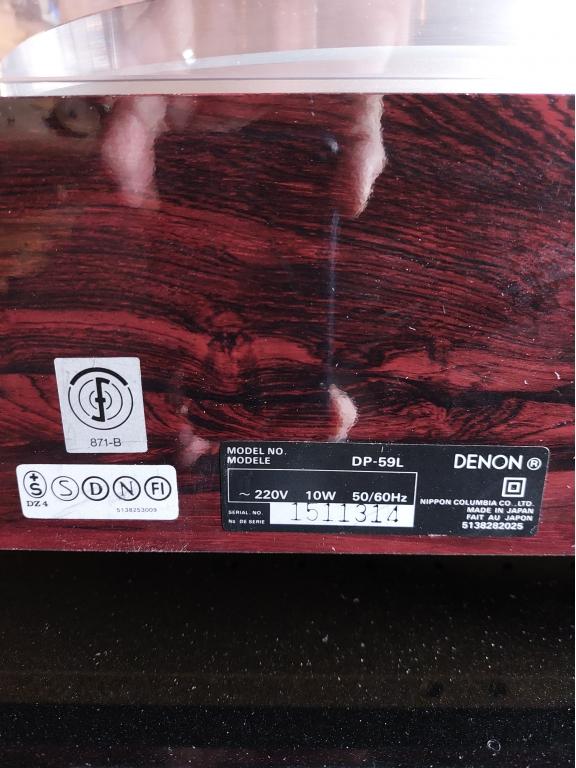 871-B
+S S D N FI
DZ4
5138253009
MODEL NO.
MODELE DP-59L
DENON ®
~ 220V 10W 50/60Hz
SERIAL. NO.
No DE SERIE 1511314
NIPPON COLUMBIA CO., LTD.
MADE IN JAPAN
FAIT AU JAPON
5138282025